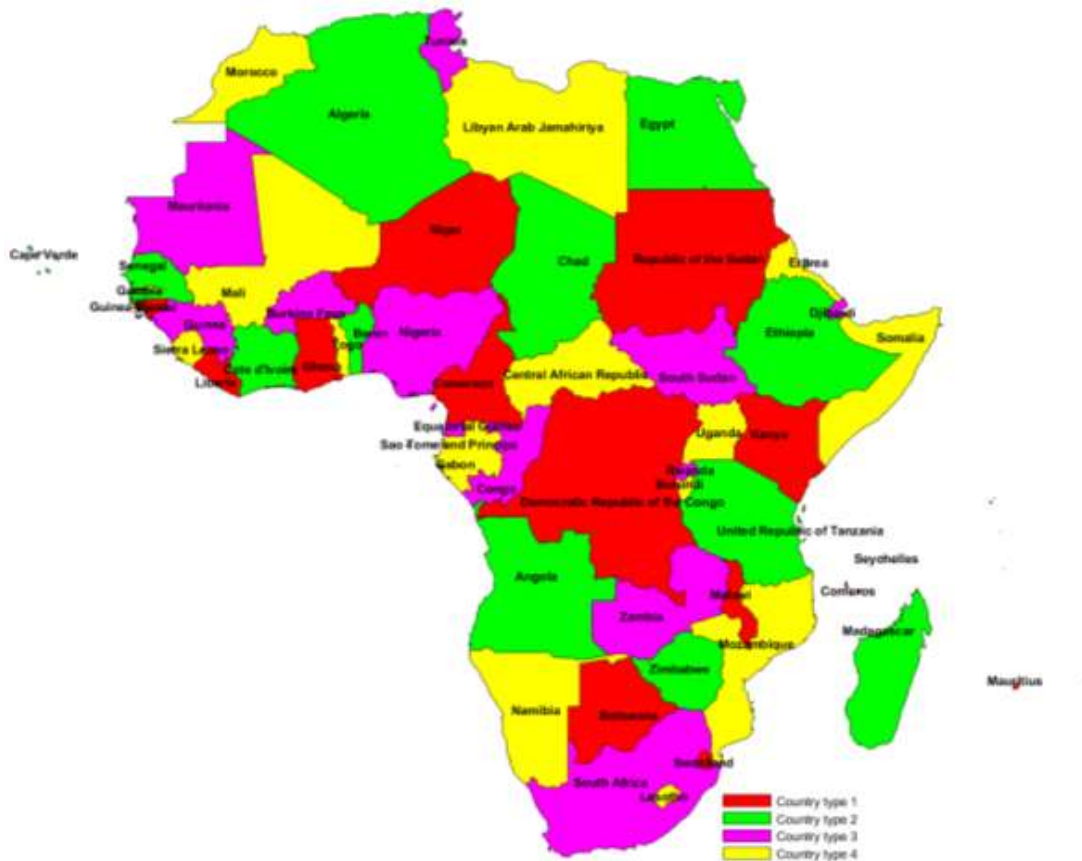 Tunisia
Morocco
Algeria
Libyan Arab Jamahiriya
Egypt
Mauritania
Niger
Cape Verde
Chad
Republic of the Sudan
Eritrea
Senegal
Gambia
Mali
Guinea Bissau
Burkina Faso
Djibouti
Guinea
Benin
Nigeria
Ethiopia
Somalia
Sierra Leone
Togo
Cote d'Ivoire
Ghana
Liberia
Central African Republic
South Sudan
Cameroon
Equatorial Guinea
Uganda
Kenya
Sao Tome and Principe
Gabon
Rwanda
Burundi
Congo
Democratic Republic of the Congo
United Republic of Tanzania
Seychelles
Angola
Malawi
Comoros
Zambia
Madagascar
Mozambique
Zimbabwe
Mauritius
Namibia
Botswana
Swaziland
South Africa
Lesotho
Country type 1
Country type 2
Country type 3
Country type 4